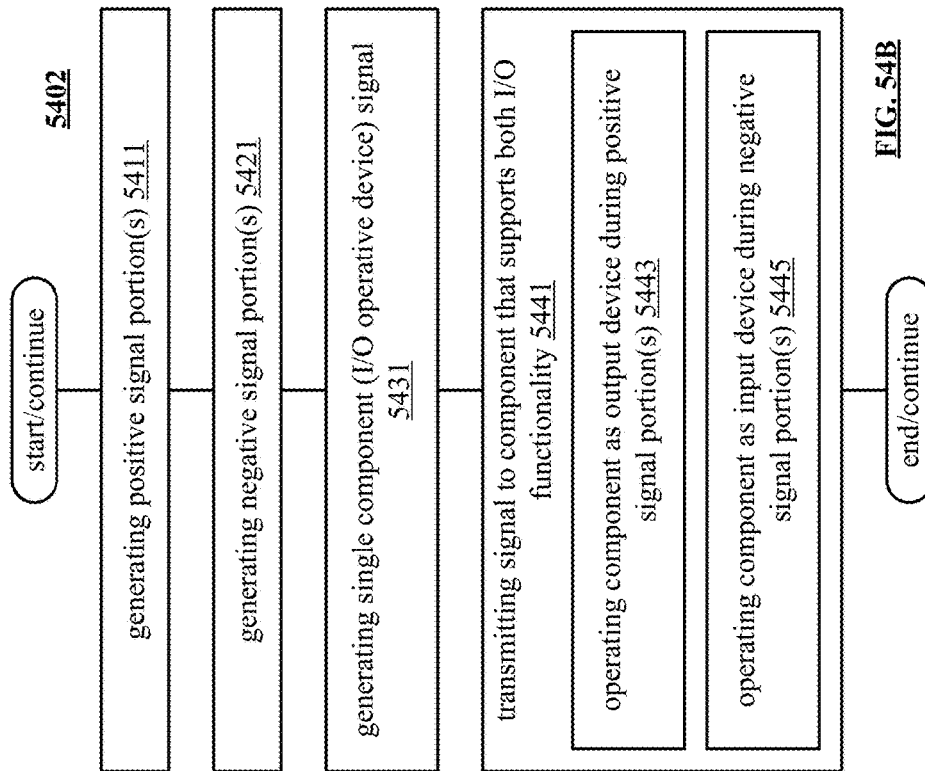 5402
start/continue
generating positive signal portion(s) 5411
generating negative signal portion(s) 5421
generating single component (I/O operative device) signal
5431
transmitting signal to component that supports both I/O
functionality 5441
operating component as output device during positive
signal portion(s) 5443
operating component as input device during negative
signal portion(s) 5445
end/continue
FIG. 54B